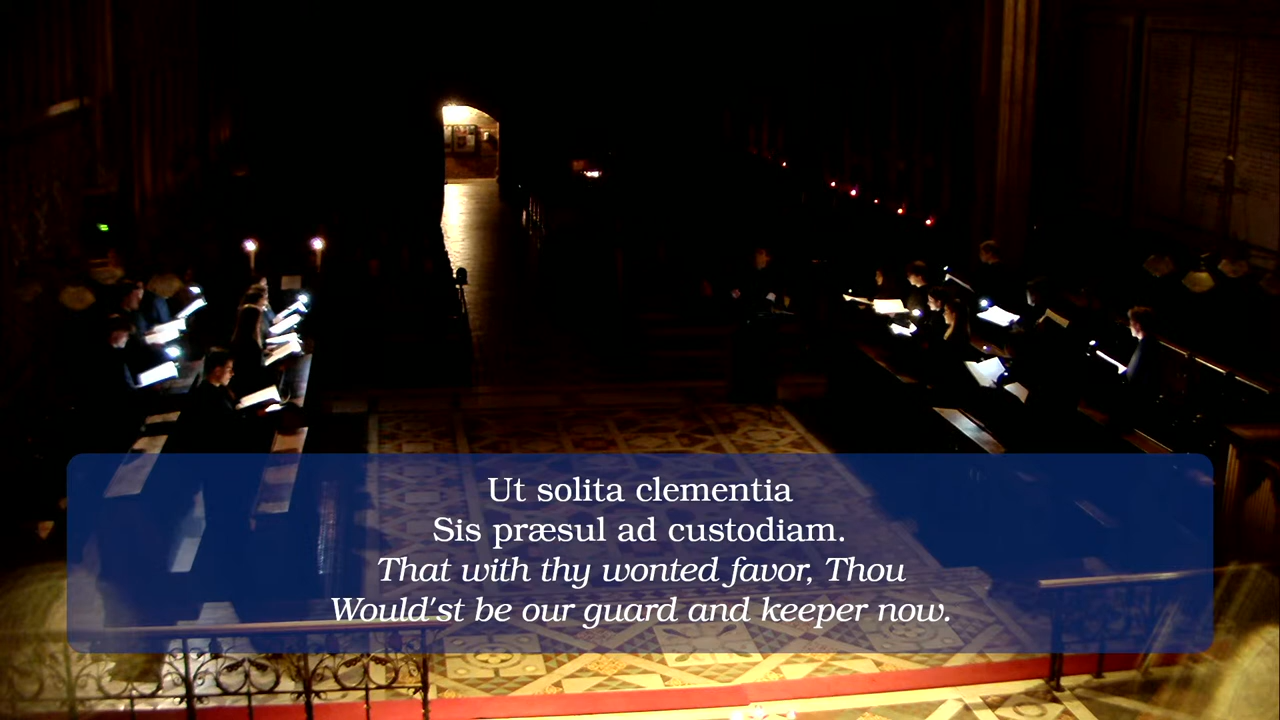 Ut solita clementia
Sis præsul ad custodiam.
That with thy wonted favor, Thou
Would'st be our guard and keeper now.